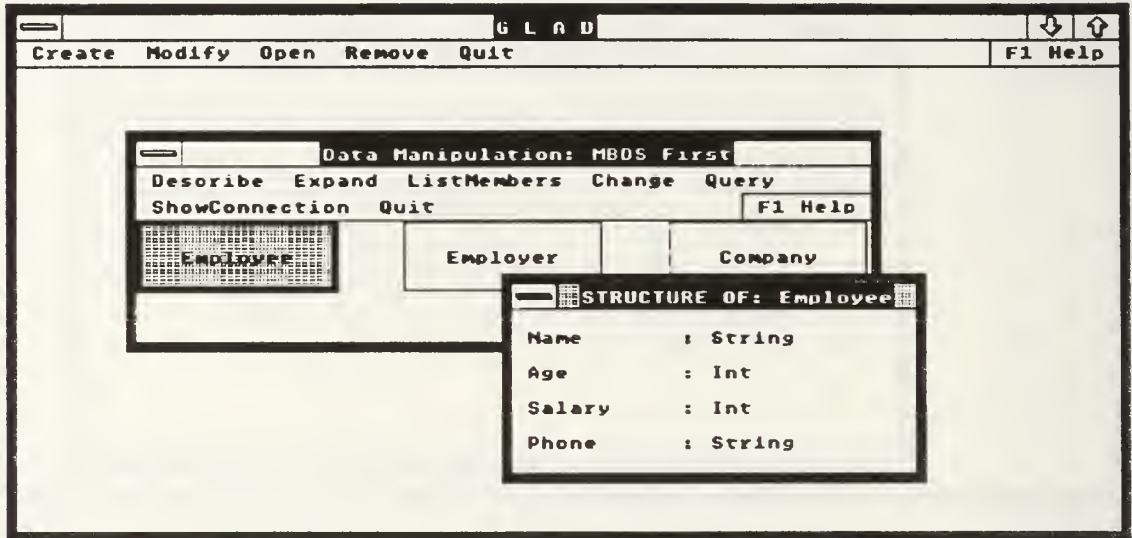 G L A D
Create Modify Open Remove Quit F1 Help
Data Manipulation: MBDS First
Describe Expand ListMembers Change Query
ShowConnection Quit F1 Help
Employee Employer Company
STRUCTURE OF: Employee
Name : String
Age : Int
Salary : Int
Phone : String